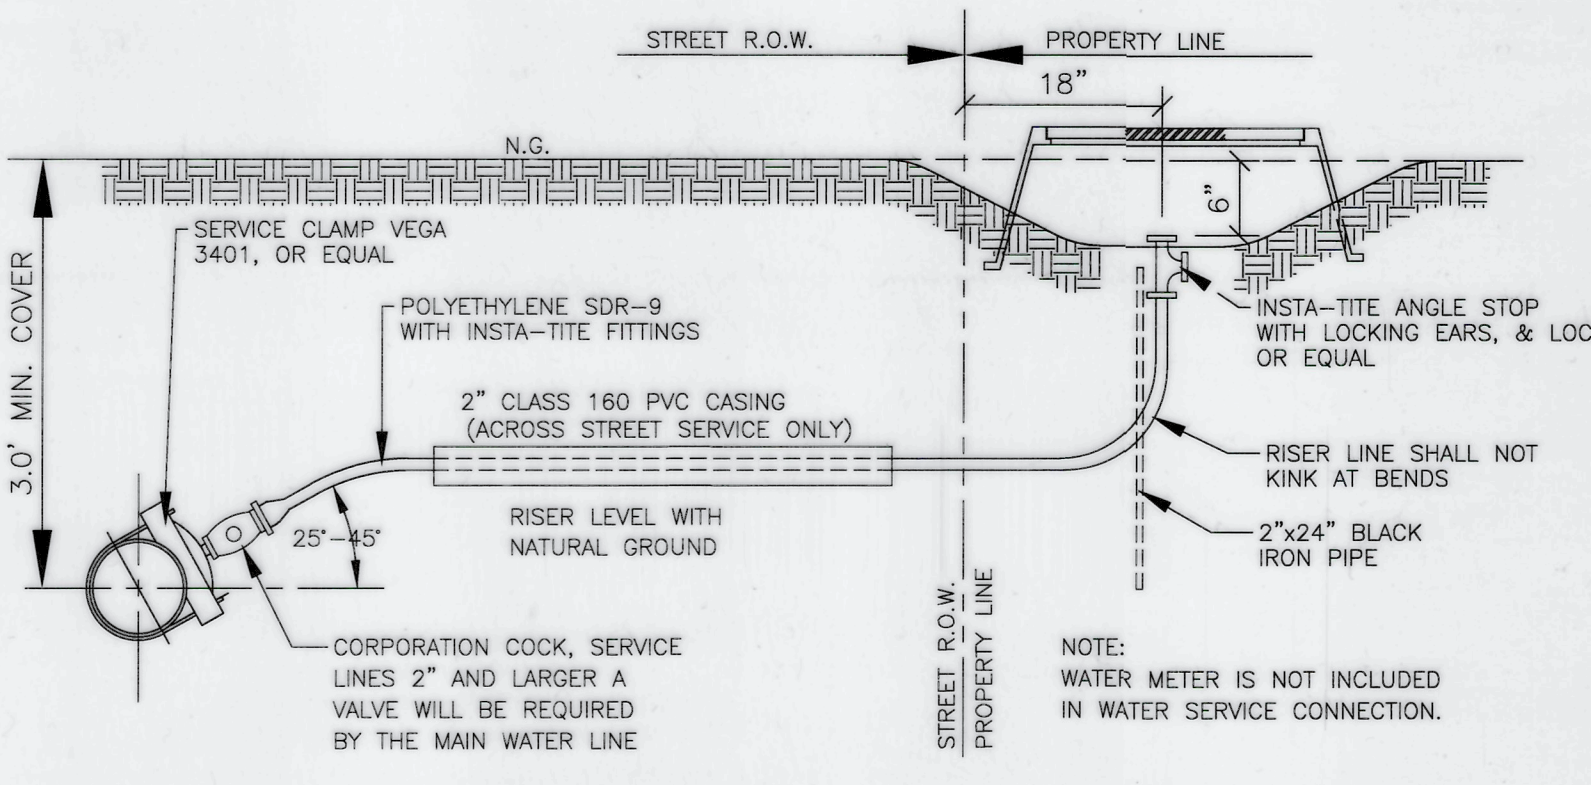 STREET R.O.W.
PROPERTY LINE
18"
N.G.
6"
3.0' MIN. COVER
SERVICE CLAMP VEGA
3401, OR EQUAL
POLYETHYLENE SDR-9
WITH INSTA-TITE FITTINGS
2" CLASS 160 PVC CASING
(ACROSS STREET SERVICE ONLY)
INSTA-TITE ANGLE STOP
WITH LOCKING EARS, & LOC
OR EQUAL
RISER LINE SHALL NOT
KINK AT BENDS
RISER LEVEL WITH
NATURAL GROUND
25°-45°
2"x24" BLACK
IRON PIPE
CORPORATION COCK, SERVICE
LINES 2" AND LARGER A
VALVE WILL BE REQUIRED
BY THE MAIN WATER LINE
STREET R.O.W.
PROPERTY LINE
NOTE:
WATER METER IS NOT INCLUDED
IN WATER SERVICE CONNECTION.